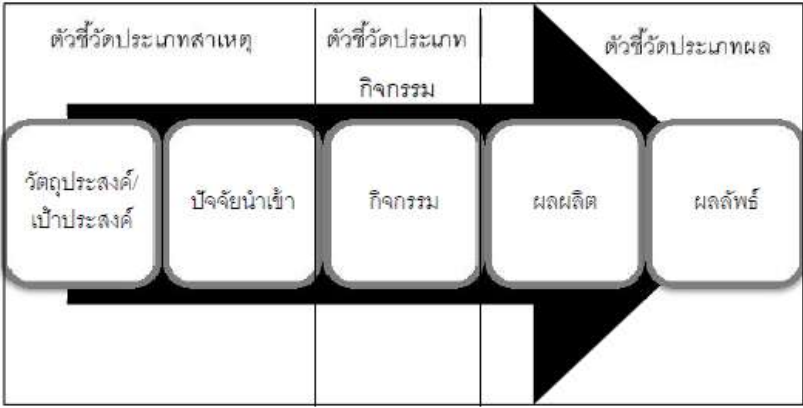 ตัวชี้วัดประเภทสาเหตุ
ตัวชี้วัดประเภท
กิจกรรม
ตัวชี้วัดประเภทผล
วัตถุประสงค์/
เป้าประสงค์
ปัจจัยนำเข้า
กิจกรรม
ผลผลิต
ผลลัพธ์